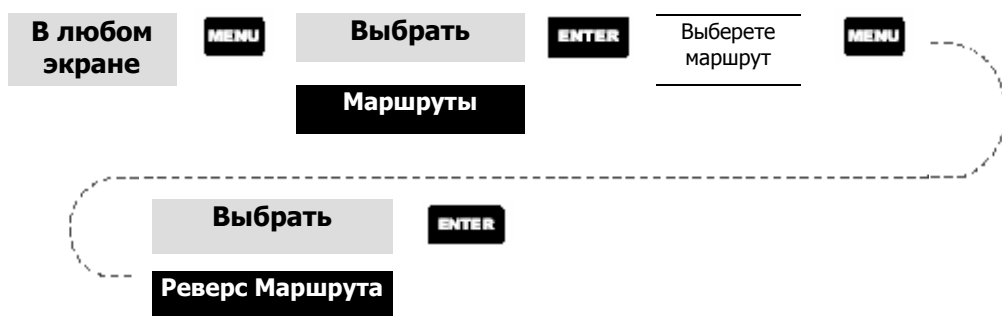 В любом
экране
MENU
Выбрать
Маршруты
ENTER
Выберете
маршрут
MENU
Выбрать
Реверс Маршрута
ENTER